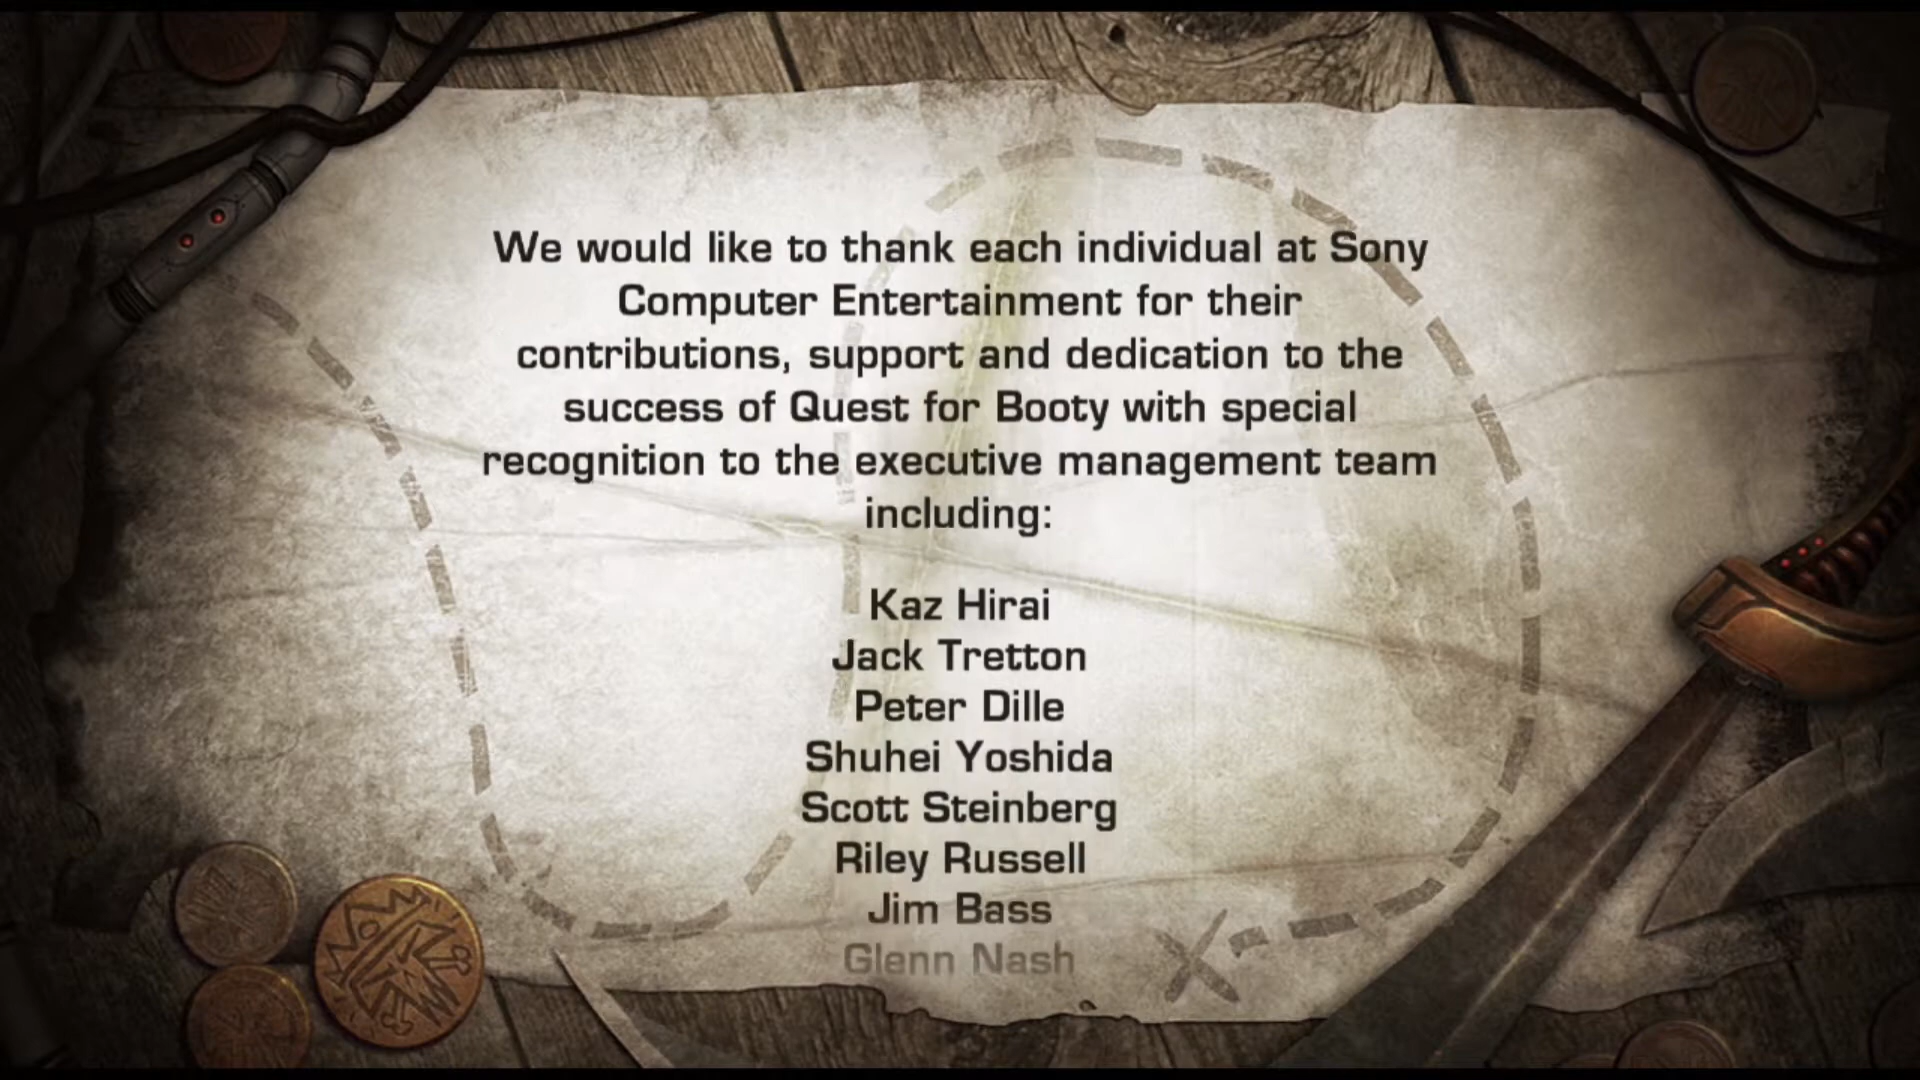 We would like to thank each individual at Sony
Computer Entertainment for their
contributions, support and dedication to the
success of Quest for Booty with special
recognition to the executive management team
including:
Kaz Hirai
Jack Tretton
Peter Dille
Shuhei Yoshida
Scott Steinberg
Riley Russell
Jim Bass
Glenn Nash